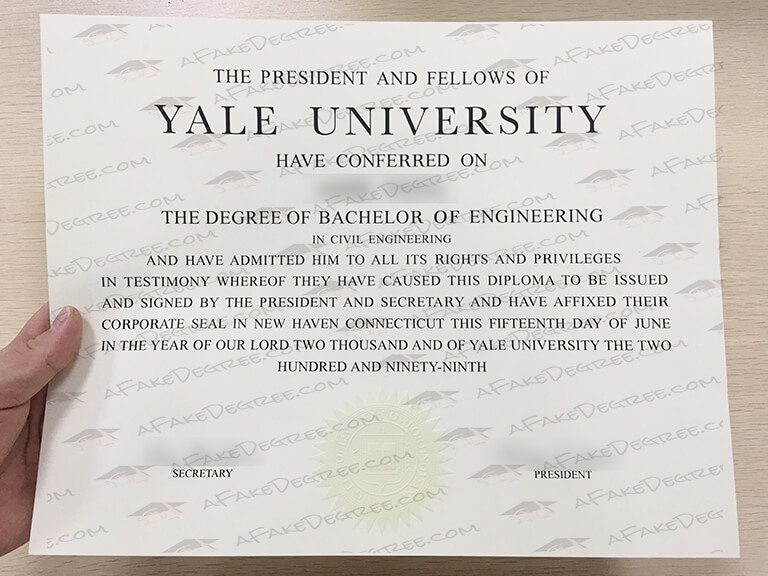 THE PRESIDENT AND FELLOWS OF
YALE UNIVERSITY
HAVE CONFERRED ON
THE DEGREE OF BACHELOR OF ENGINEERING
IN CIVIL ENGINEERING
AND HAVE ADMITTED HIM TO ALL ITS RIGHTS AND PRIVILEGES
IN TESTIMONY WHEREOF THEY HAVE CAUSED THIS DIPLOMA TO BE ISSUED
AND SIGNED BY THE PRESIDENT AND SECRETARY AND HAVE AFFIXED THEIR
CORPORATE SEAL IN NEW HAVEN CONNECTICUT THIS FIFTEENTH DAY OF JUNE
IN THE YEAR OF OUR LORD TWO THOUSAND AND OF YALE UNIVERSITY THE TWO
HUNDRED AND NINETY-NINTH
SECRETARY
PRESIDENT
AFAKEDEGREE.COM